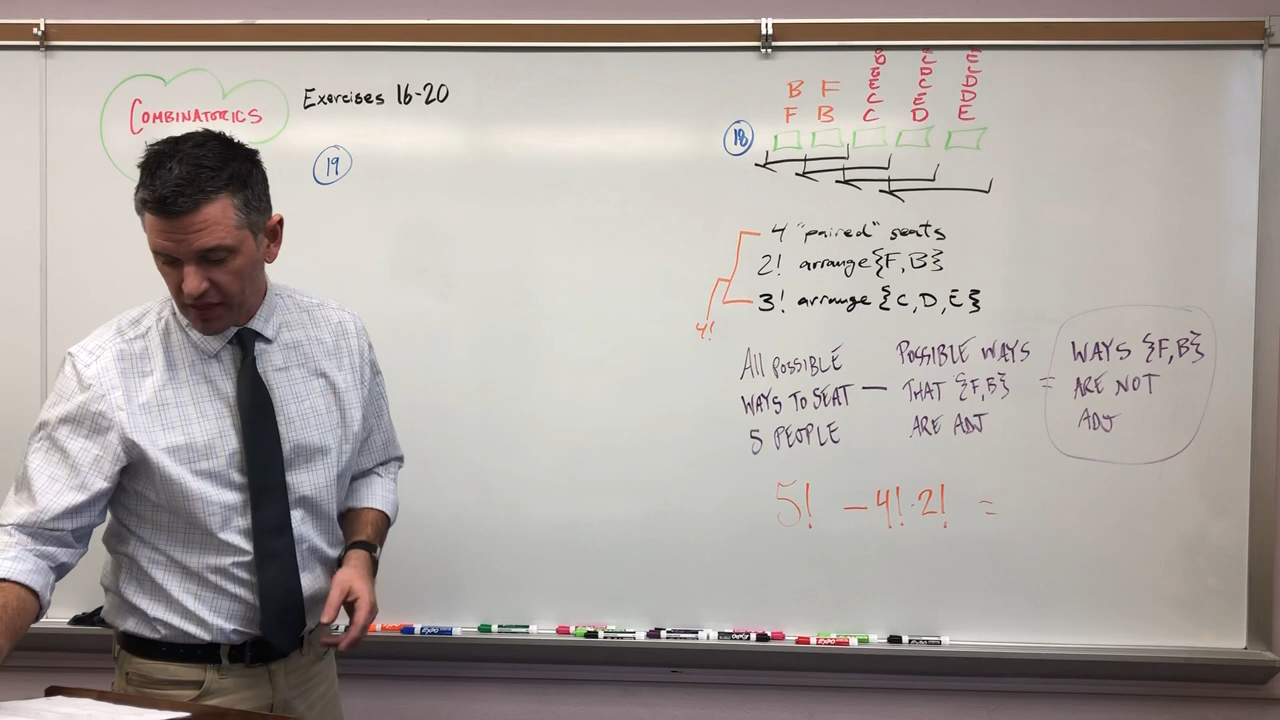 COMBINATORICS
Exercises 16-20
19
18
B F E D D
F B C D E
4 "paired" seats
2! arrange {F, B}
3! arrange {C, D, E}
4!
All POSSIBLE
WAYS TO SEAT
5 PEOPLE
—
POSSIBLE WAYS
THAT {F,B}
ARE ADJ
=
WAYS {F,B}
ARE NOT
ADJ
5! - 4!·2! =